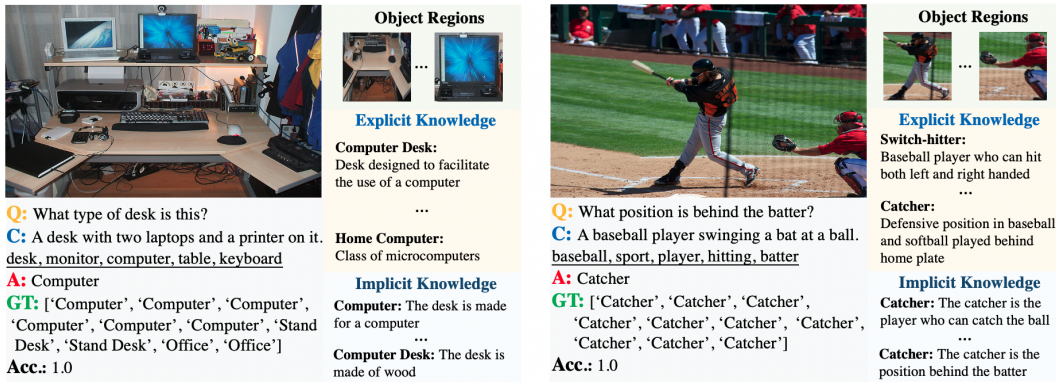 Object Regions
...
Explicit Knowledge
Computer Desk:
Desk designed to facilitate
the use of a computer
...
Home Computer:
Class of microcomputers
Implicit Knowledge
Computer: The desk is made
for a computer
...
Computer Desk: The desk is
made of wood
Q: What type of desk is this?
C: A desk with two laptops and a printer on it.
desk, monitor, computer, table, keyboard
A: Computer
GT: [‘Computer’, ‘Computer’, ‘Computer’,
‘Computer’, ‘Computer’, ‘Computer’, ‘Stand
Desk’, ‘Stand Desk’, ‘Office’, ‘Office’]
Acc.: 1.0
Object Regions
...
Explicit Knowledge
Switch-hitter:
Baseball player who can hit
both left and right handed
...
Catcher:
Defensive position in baseball
and softball played behind
home plate
Implicit Knowledge
Catcher: The catcher is the
player who can catch the ball
...
Catcher: The catcher is the
position behind the batter
Q: What position is behind the batter?
C: A baseball player swinging a bat at a ball.
baseball, sport, player, hitting, batter
A: Catcher
GT: [‘Catcher’, ‘Catcher’, ‘Catcher’,
‘Catcher’, ‘Catcher’, ‘Catcher’, ‘Catcher’,
‘Catcher’, ‘Catcher’, ‘Catcher’]
Acc.: 1.0